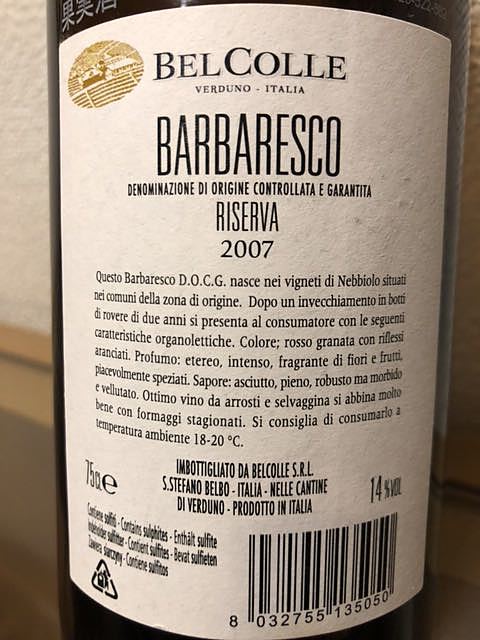 果実酒
BELCOLLE
VERDUNO - ITALIA
BARBARESCO
DENOMINAZIONE DI ORIGINE CONTROLLATA E GARANTITA
RISERVA
2007
Questo Barbaresco D.O.C.G. nasce nei vigneti di Nebbiolo situati
nei comuni della zona di origine. Dopo un invecchiamento in botti
di rovere di due anni si presenta al consumatore con le seguenti
caratteristiche organolettiche. Colore; rosso granata con riflessi
aranciati. Profumo: etereo, intenso, fragrante di fiori e frutti,
piacevolmente speziati. Sapore: asciutto, pieno, robusto ma morbido
e vellutato. Ottimo vino da arrosti e selvaggina si abbina molto
bene con formaggi stagionati. Si consiglia di consumarlo a
temperatura ambiente 18-20 °C.
75cl e
IMBOTTIGLIATO DA BELCOLLE S.R.L.
S.STEFANO BELBO - ITALIA - NELLE CANTINE
DI VERDUNO - PRODOTTO IN ITALIA
14 %VOL
Contiene solfiti - Contains sulphites - Enthält sulfite
Indeholder sulfitter - Contient sulfites - Bevat sulfieten
Zawiera siarczyny - Contiene sulfitos
8 032755 135050